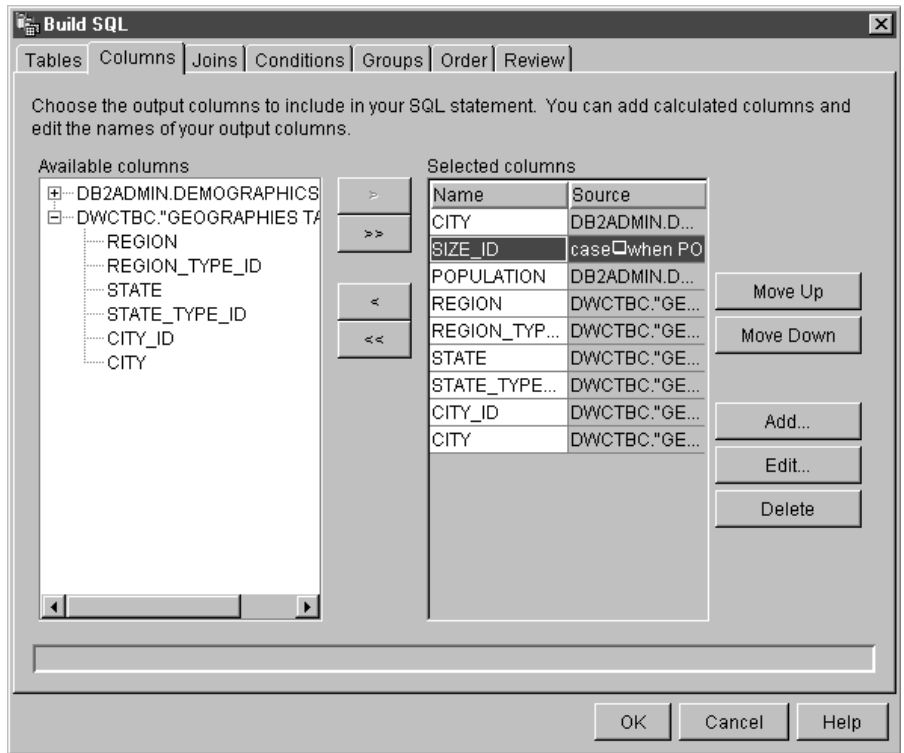 Build SQL
Tables Columns Joins Conditions Groups Order Review
Choose the output columns to include in your SQL statement. You can add calculated columns and
edit the names of your output columns.
Available columns
DB2ADMIN.DEMOGRAPHICS
DWCTBC."GEOGRAPHIES TA
REGION
REGION_TYPE_ID
STATE
STATE_TYPE_ID
CITY_ID
CITY
>
>>
<
<<
Selected columns
Name Source
CITY DB2ADMIN.D...
SIZE_ID case□when PO
POPULATION DB2ADMIN.D...
REGION DWCTBC."GE...
REGION_TYP... DWCTBC."GE...
STATE DWCTBC."GE...
STATE_TYPE... DWCTBC."GE...
CITY_ID DWCTBC."GE...
CITY DWCTBC."GE...
Move Up
Move Down
Add...
Edit...
Delete
OK Cancel Help